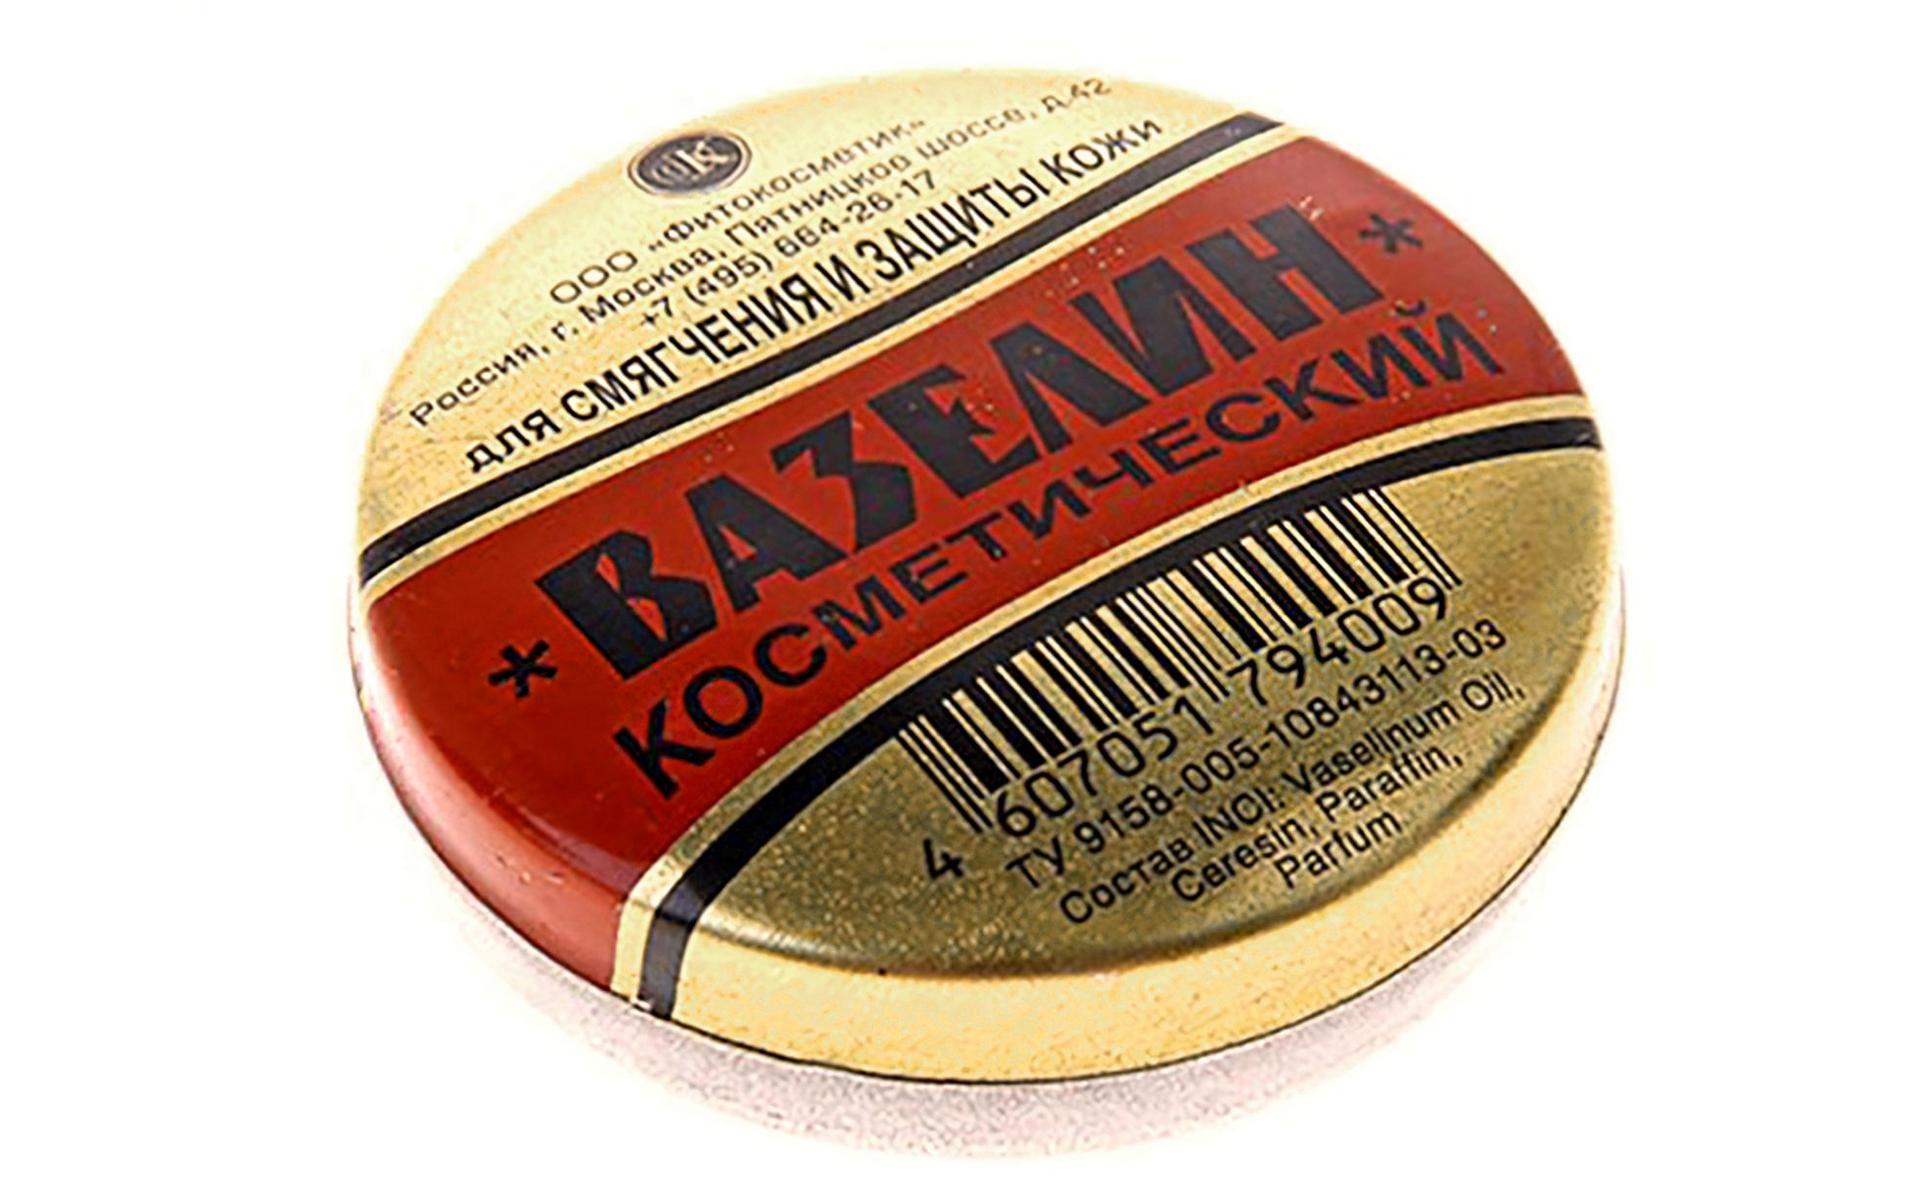 ФК
ООО «Фитокосметик»
Россия, г. Москва, Пятницкое шоссе, д.42
+7 (495) 664-26-17
ДЛЯ СМЯГЧЕНИЯ И ЗАЩИТЫ КОЖИ
* ВАЗЕЛИН *
КОСМЕТИЧЕСКИЙ
4 607051 794009
ТУ 9158-005-10843113-03
Состав INCI: Vaselinum Oil,
Ceresin, Paraffin,
Parfum